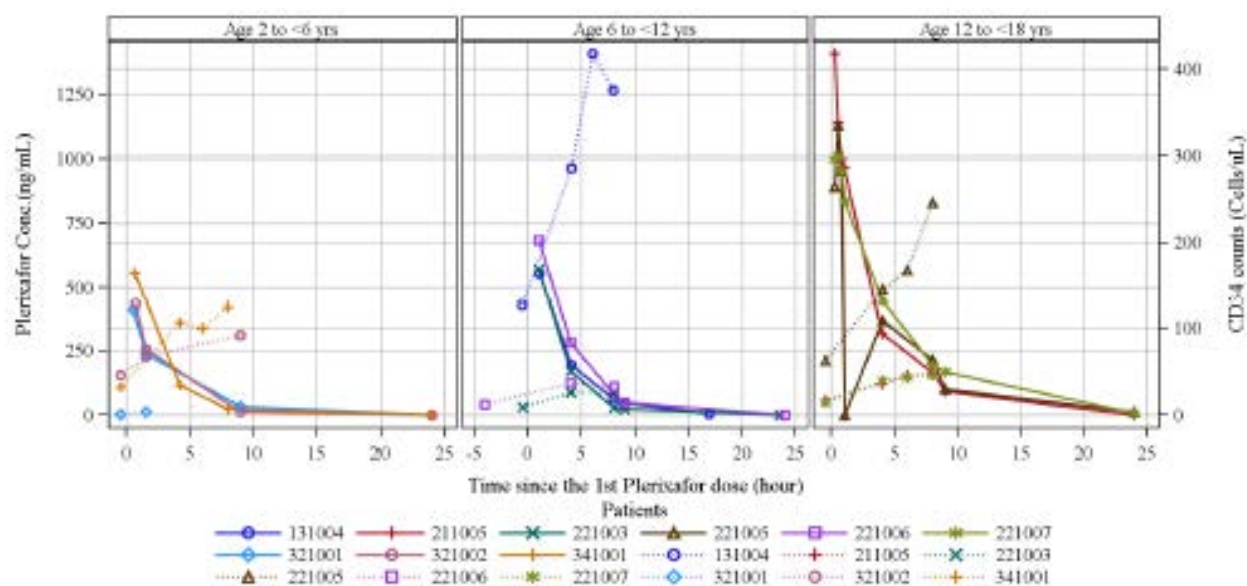 Age 2 to <6 yrs Age 6 to <12 yrs Age 12 to <18 yrs
1250 1000 750 500 250 0
Plerixafor Conc.(ng/mL)
400 300 200 100 0
CD34 counts (Cells/uL)
0 5 10 15 20 25 -5 0 5 10 15 20 25 0 5 10 15 20 25
Time since the 1st Plerixafor dose (hour)
Patients
131004 211005 221003 221005 221006 221007
321001 321002 341001 131004 211005 221003
221005 221006 221007 321001 321002 341001